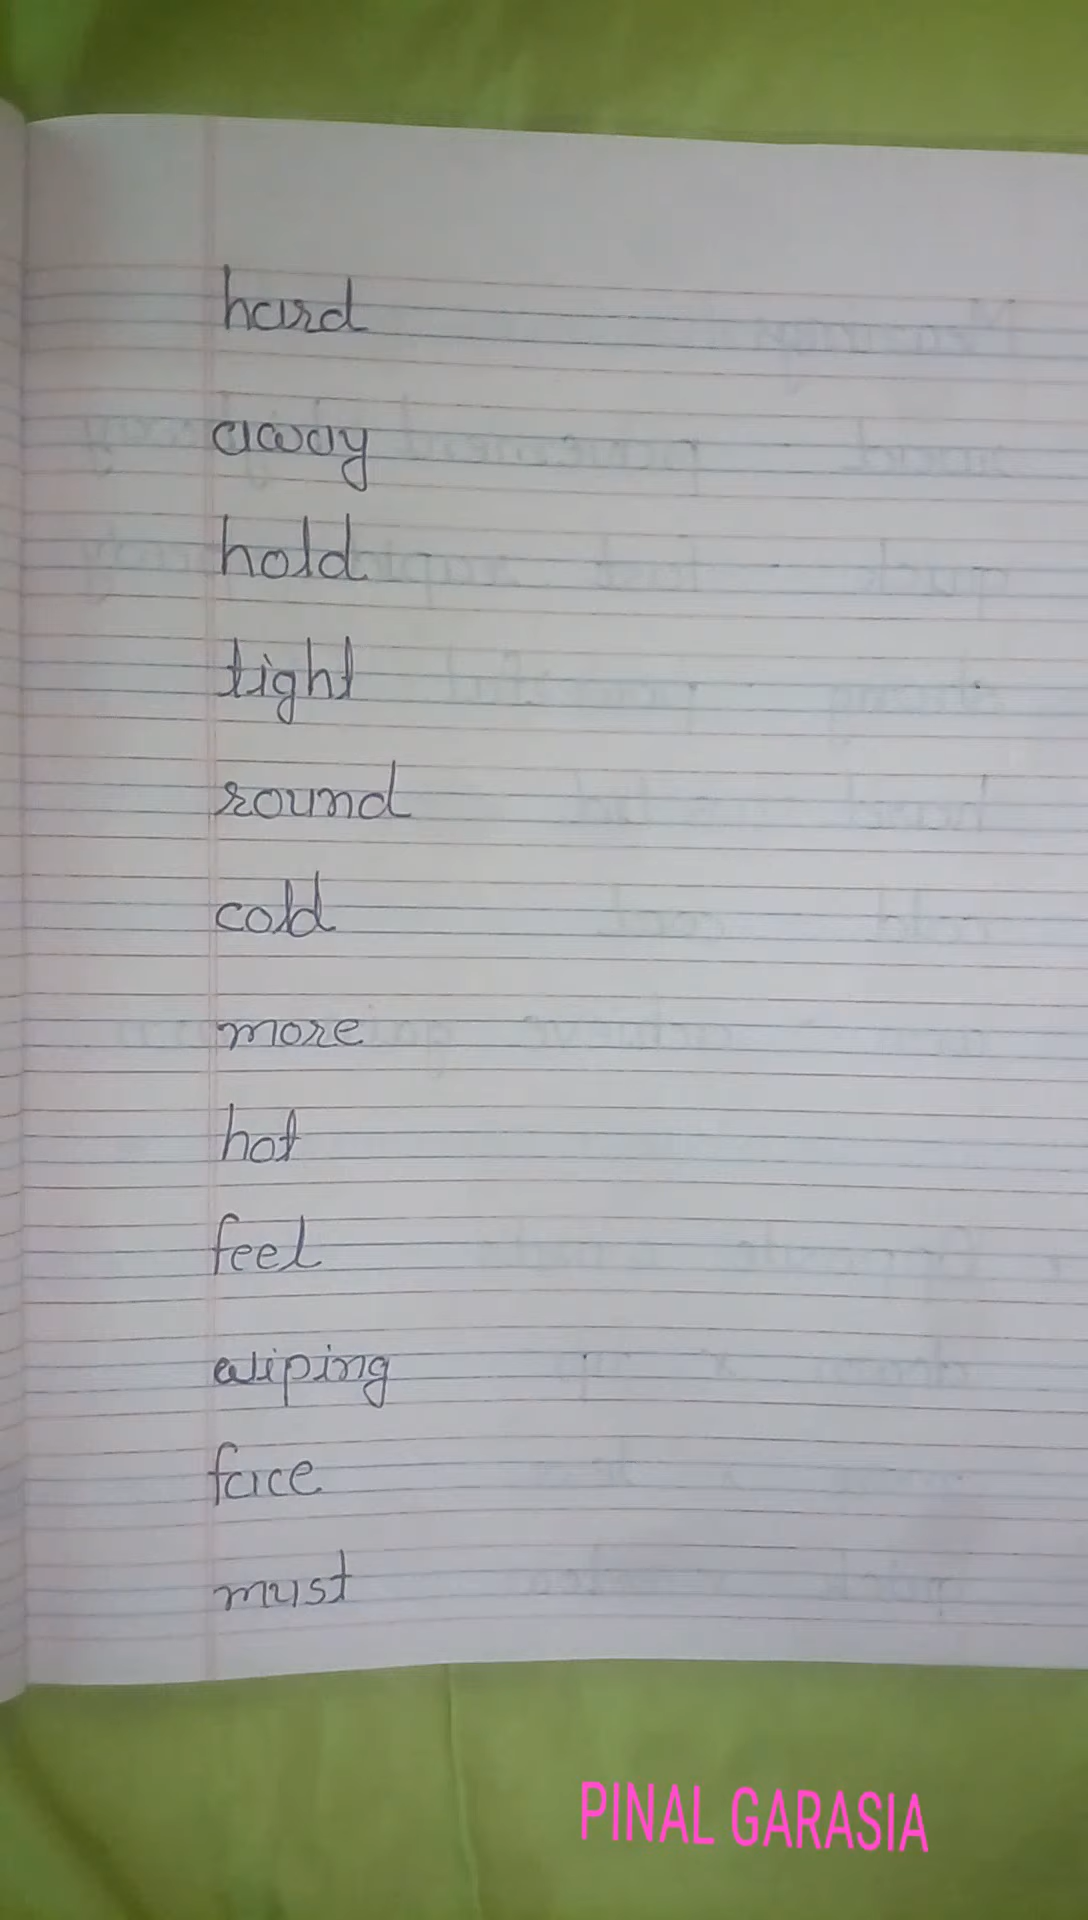 hard
away
hold
tight
round
cold
more
hot
feel
wiping
face
must
PINAL GARASIA